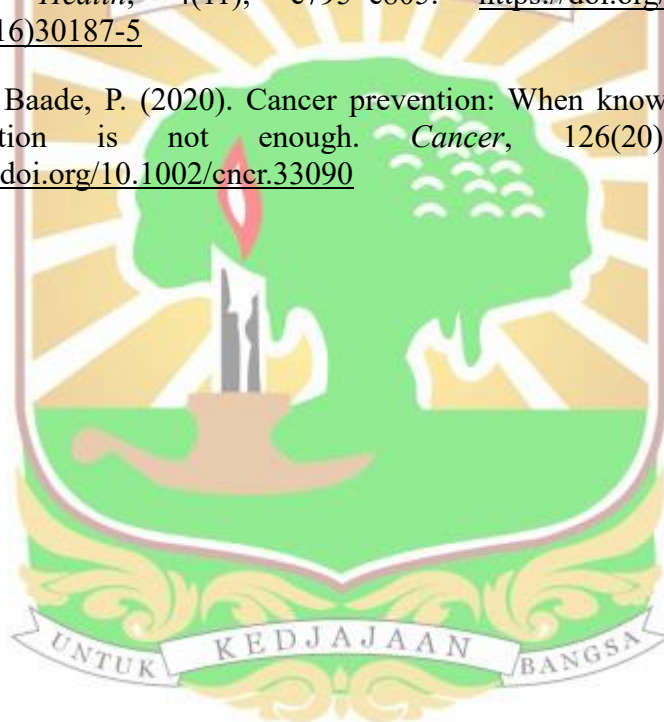 Health, 4(11), e793–e803. https://doi.org/
16)30187-5
Baade, P. (2020). Cancer prevention: When know
tion is not enough. Cancer, 126(20)
doi.org/10.1002/cncr.33090
UNTUK KEDJAJAAN BANGSA